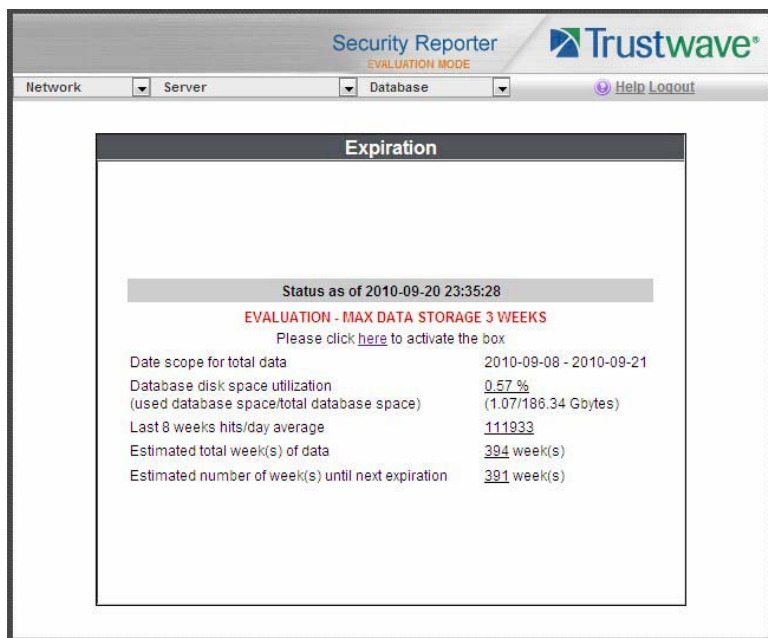 Security Reporter
EVALUATION MODE
Trustwave®
Network Server Database Help Logout
Expiration
Status as of 2010-09-20 23:35:28
EVALUATION - MAX DATA STORAGE 3 WEEKS
Please click here to activate the box
Date scope for total data 2010-09-08 - 2010-09-21
Database disk space utilization 0.57 %
(used database space/total database space) (1.07/186.34 Gbytes)
Last 8 weeks hits/day average 111933
Estimated total week(s) of data 394 week(s)
Estimated number of week(s) until next expiration 391 week(s)